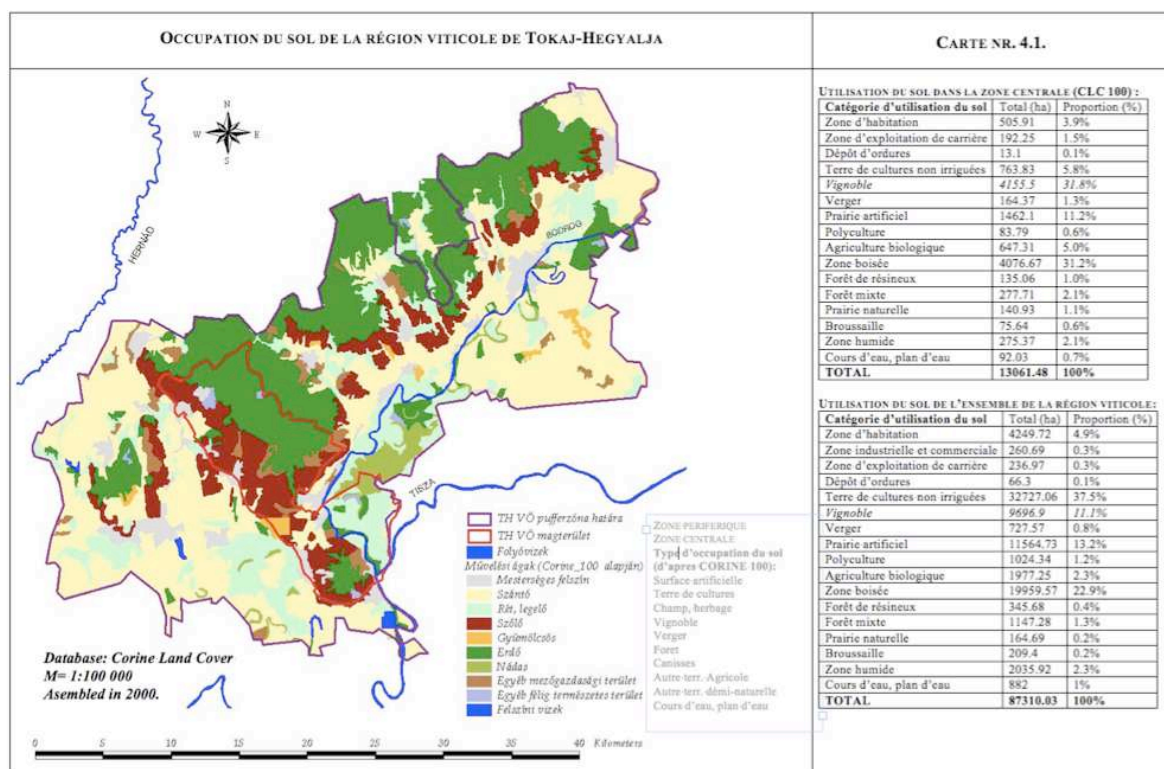 OCCUPATION DU SOL DE LA RÉGION VITICOLE DE TOKAJ-HEGYALJA
CARTE NR. 4.1.
N
W E
S
HERNÁD
BODROG
TISZA
Database: Corine Land Cover
M= 1:100 000
Asembled in 2000.
TH VÖ pufferzóna határa
TH VÖ magterület
Folyóvizek
Művelési ágak (Corine_100 alapján)
Mesterséges felszín
Szántó
Rét, legelő
Szőlő
Gyümölcsös
Erdő
Nádas
Egyéb mezőgazdasági terület
Egyéb félig természetes terület
Felszíni vizek
ZONE PERIFERIQUE
ZONE CENTRALE
Type d'occupation du sol
(d'apres CORINE 100):
Surface artificielle
Terre de cultures
Champ, herbage
Vignoble
Verger
Foret
Canisses
Autre-terr. Agricole
Autre-terr. démi-naturelle
Cours d'eau, plan d'eau
0 5 10 15 20 25 30 35 40 Kilometers
UTILISATION DU SOL DANS LA ZONE CENTRALE (CLC 100) :
Catégorie d'utilisation du sol Total (ha) Proportion (%)
Zone d'habitation 505.91 3.9%
Zone d'exploitation de carrière 192.25 1.5%
Dépôt d'ordures 13.1 0.1%
Terre de cultures non irriguées 763.83 5.8%
Vignoble 4155.5 31.8%
Verger 164.37 1.3%
Prairie artificiel 1462.1 11.2%
Polyculture 83.79 0.6%
Agriculture biologique 647.31 5.0%
Zone boisée 4076.67 31.2%
Forêt de résineux 135.06 1.0%
Forêt mixte 277.71 2.1%
Prairie naturelle 140.93 1.1%
Broussaille 75.64 0.6%
Zone humide 275.37 2.1%
Cours d'eau, plan d'eau 92.03 0.7%
TOTAL 13061.48 100%
UTILISATION DU SOL DE L'ENSEMBLE DE LA RÉGION VITICOLE:
Catégorie d'utilisation du sol Total (ha) Proportion (%)
Zone d'habitation 4249.72 4.9%
Zone industrielle et commerciale 260.69 0.3%
Zone d'exploitation de carrière 236.97 0.3%
Dépôt d'ordures 66.3 0.1%
Terre de cultures non irriguées 32727.06 37.5%
Vignoble 9696.9 11.1%
Verger 727.57 0.8%
Prairie artificiel 11564.73 13.2%
Polyculture 1024.34 1.2%
Agriculture biologique 1977.25 2.3%
Zone boisée 19959.57 22.9%
Forêt de résineux 345.68 0.4%
Forêt mixte 1147.28 1.3%
Prairie naturelle 164.69 0.2%
Broussaille 209.4 0.2%
Zone humide 2035.92 2.3%
Cours d'eau, plan d'eau 882 1%
TOTAL 87310.03 100%